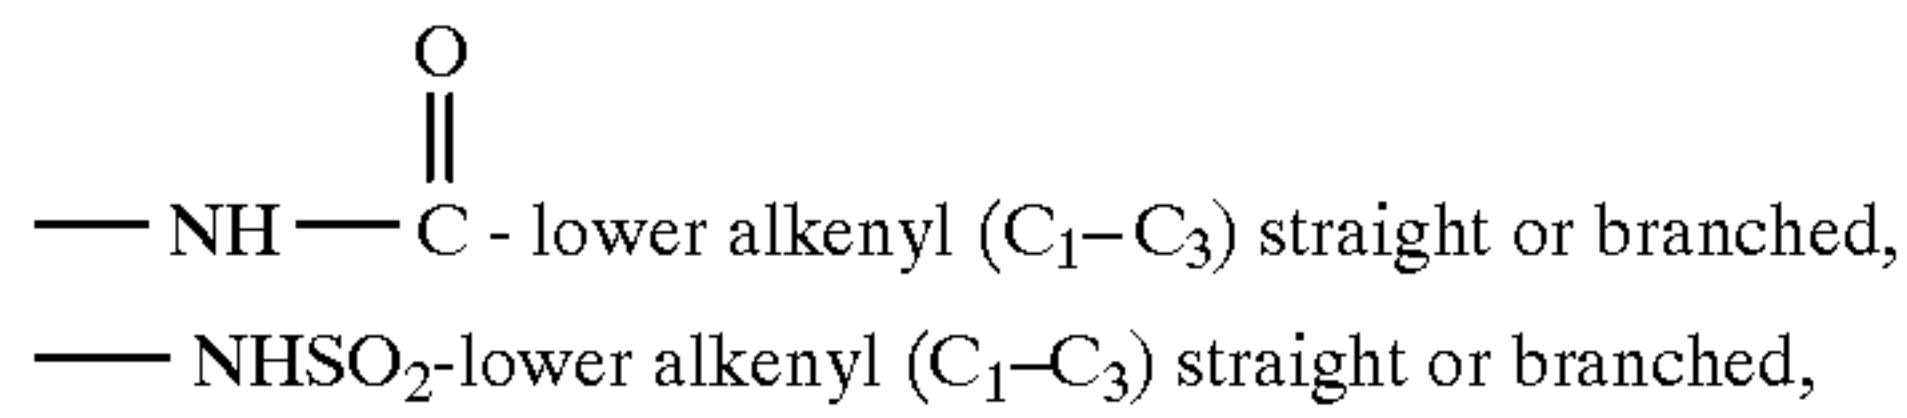 O
— NH — C - lower alkenyl (C₁–C₃) straight or branched,
— NHSO₂-lower alkenyl (C₁–C₃) straight or branched,